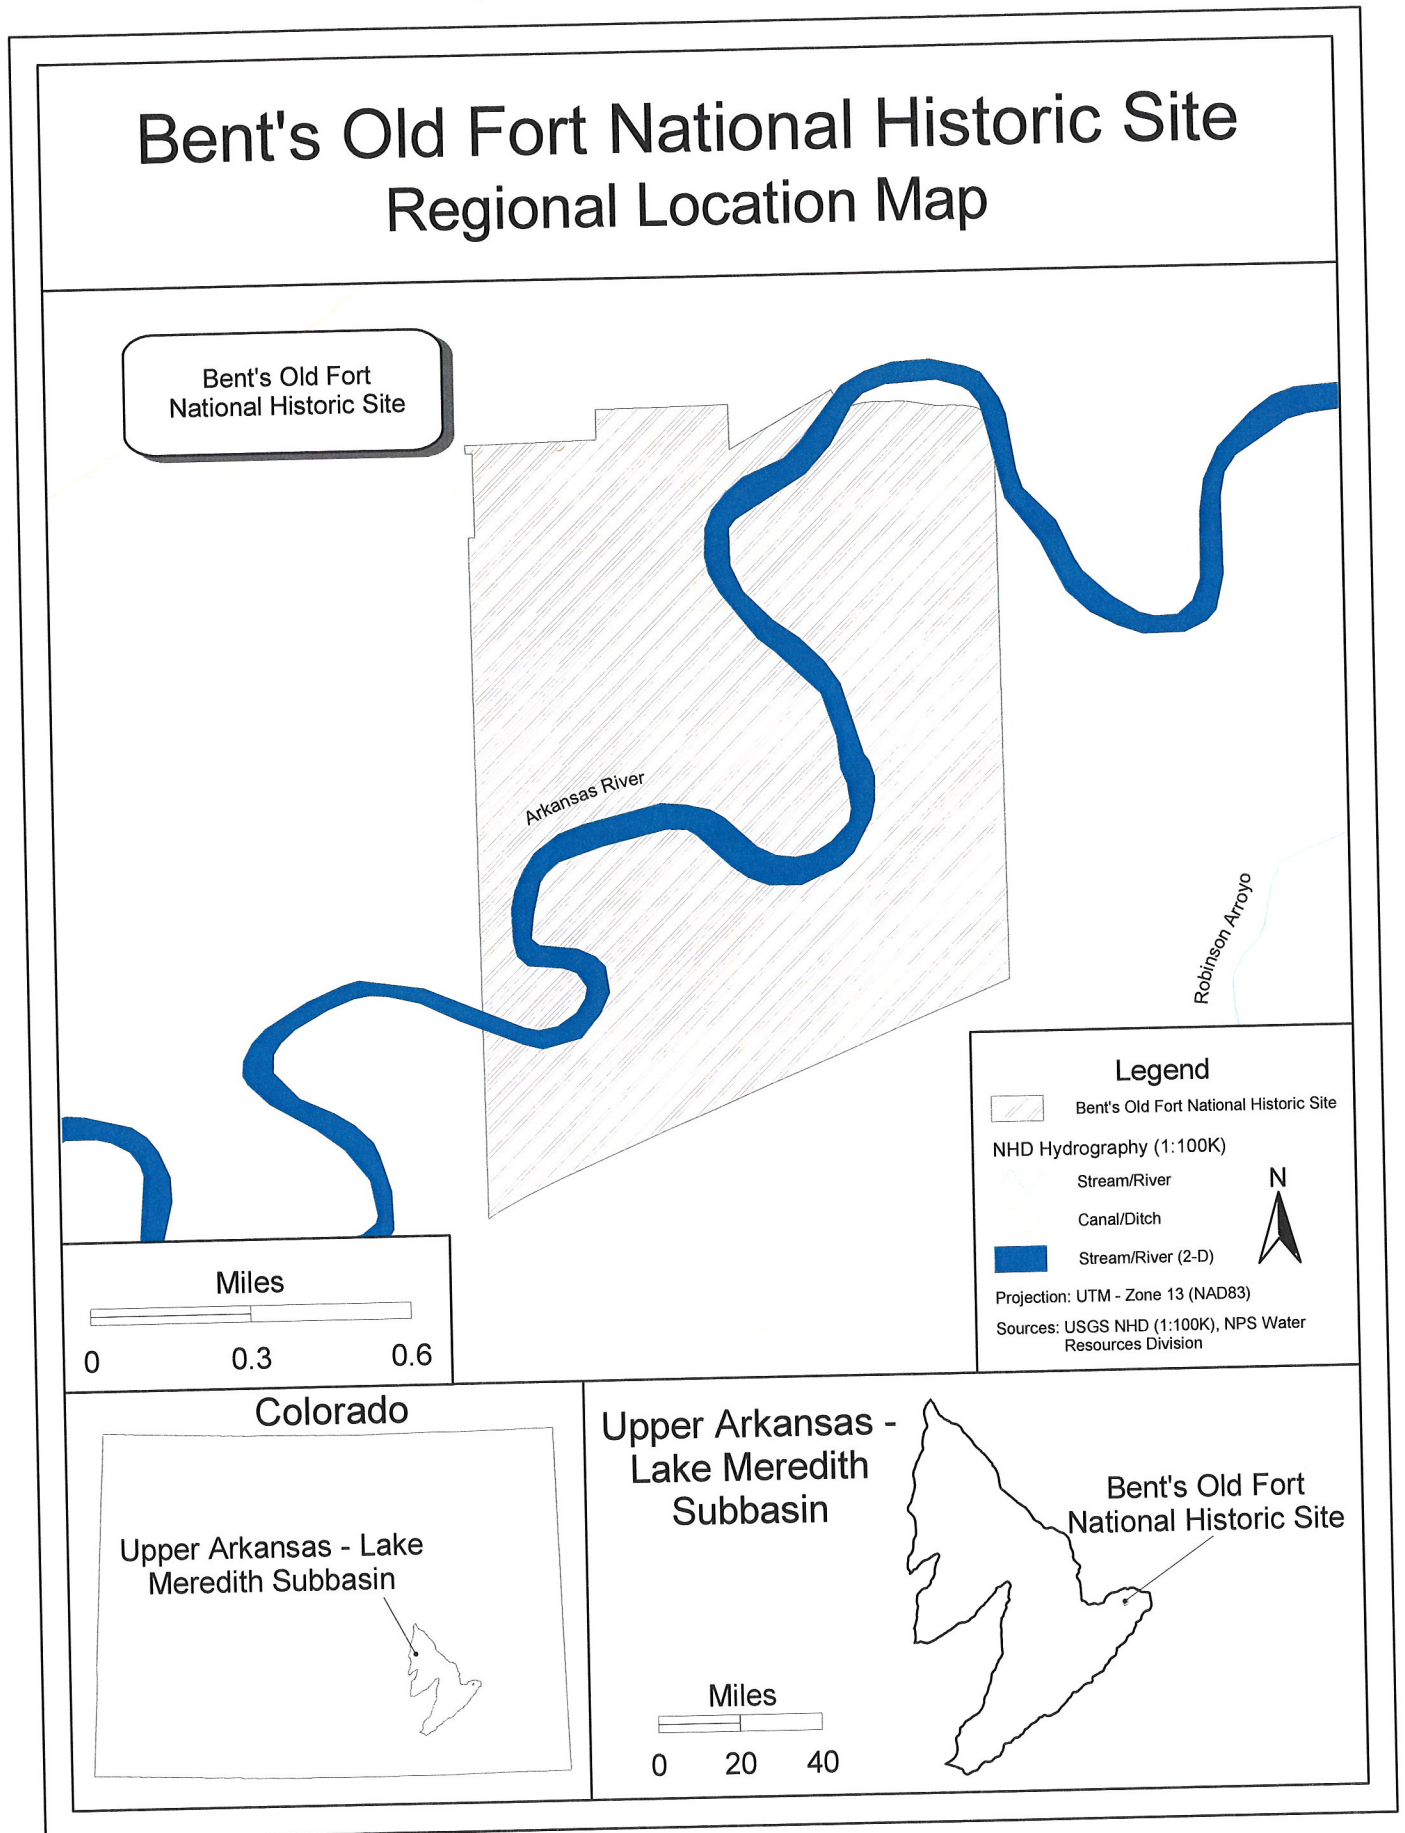 Bent's Old Fort National Historic Site
Regional Location Map
Bent's Old Fort
National Historic Site
Arkansas River
Robinson Arroyo
Legend
Bent's Old Fort National Historic Site
NHD Hydrography (1:100K)
Stream/River
Canal/Ditch
Stream/River (2-D)
N
Projection: UTM - Zone 13 (NAD83)
Sources: USGS NHD (1:100K), NPS Water
Resources Division
Miles
0 0.3 0.6
Colorado
Upper Arkansas - Lake
Meredith Subbasin
Upper Arkansas -
Lake Meredith
Subbasin
Bent's Old Fort
National Historic Site
Miles
0 20 40